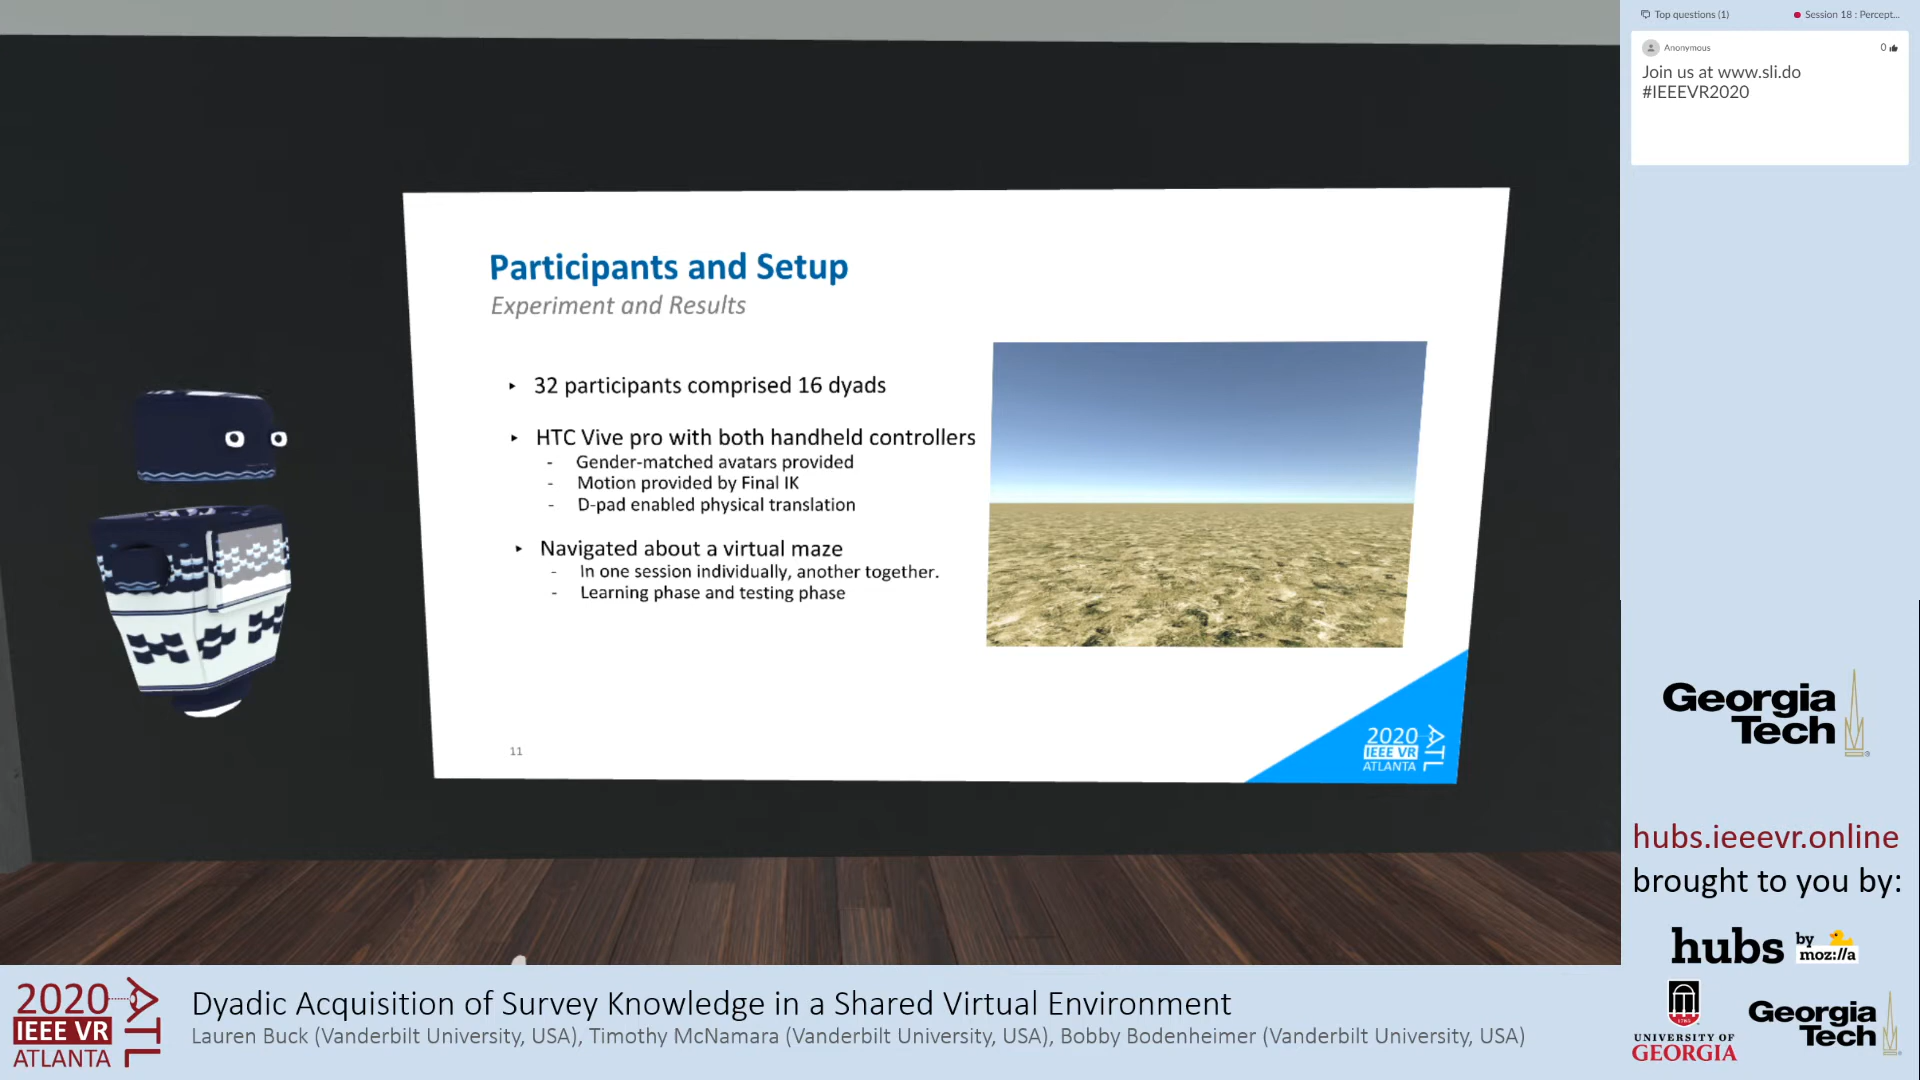 Participants and Setup
Experiment and Results
‣ 32 participants comprised 16 dyads
‣ HTC Vive pro with both handheld controllers
- Gender-matched avatars provided
- Motion provided by Final IK
- D-pad enabled physical translation
‣ Navigated about a virtual maze
- In one session individually, another together.
- Learning phase and testing phase
11
2020
IEEE VR
ATLANTA
ATL
Top questions (1)
Session 18 : Percept...
Anonymous
0
Join us at www.sli.do
#IEEEVR2020
Georgia
Tech
hubs.ieeevr.online
brought to you by:
hubs by
moz://a
UNIVERSITY OF
GEORGIA
Georgia
Tech
2020
IEEE VR
ATLANTA
ATL
Dyadic Acquisition of Survey Knowledge in a Shared Virtual Environment
Lauren Buck (Vanderbilt University, USA), Timothy McNamara (Vanderbilt University, USA), Bobby Bodenheimer (Vanderbilt University, USA)